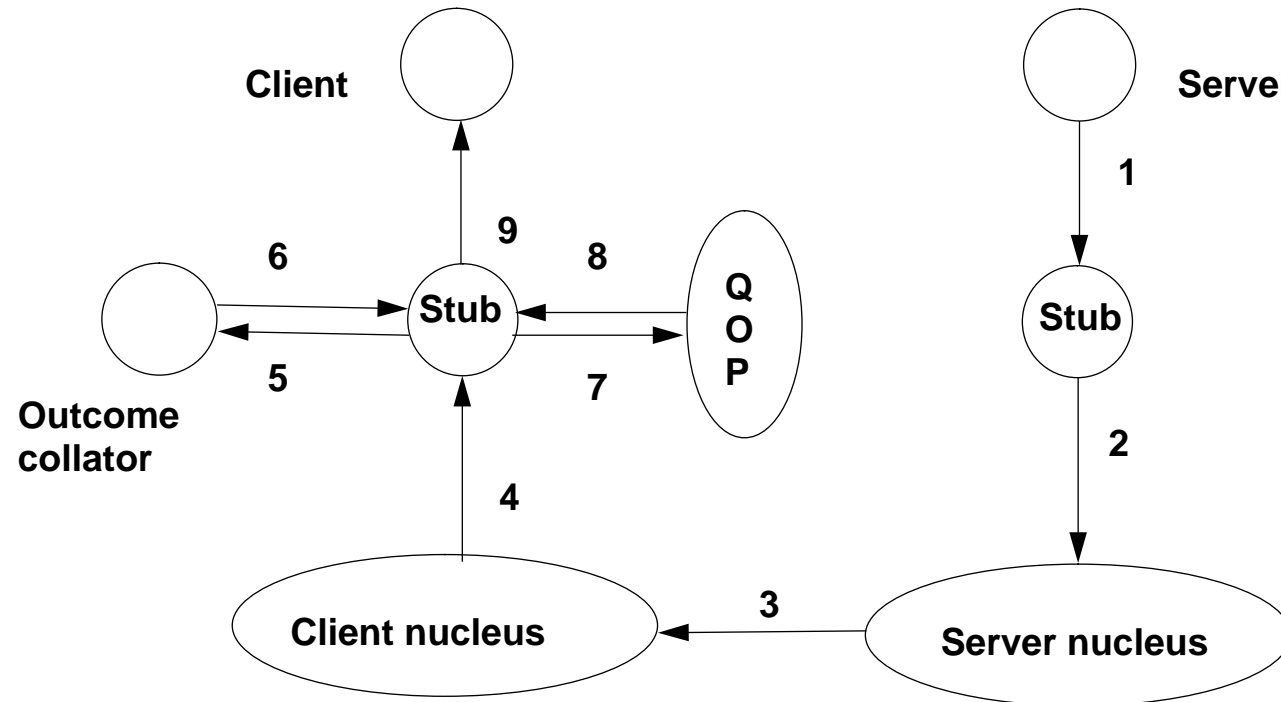 Client
Serve
1
9
6
8
Q
O
P
Stub
Stub
5
7
Outcome
collator
2
4
3
Client nucleus
Server nucleus